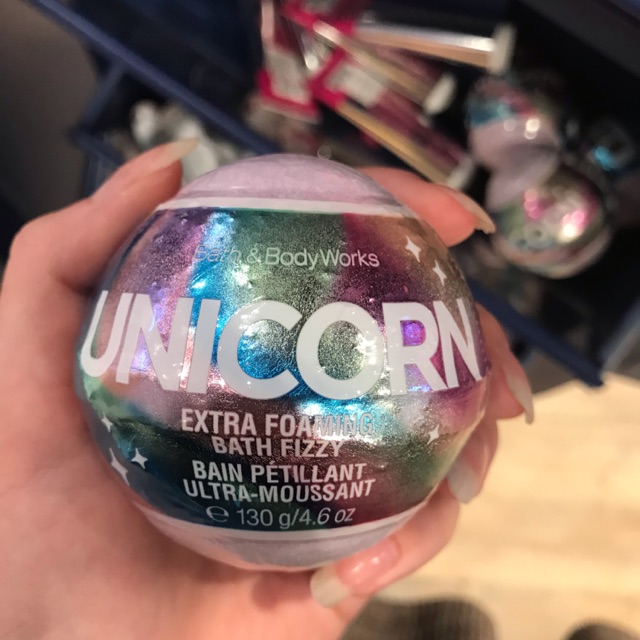 Bath & BodyWorks
UNICORN
EXTRA FOAMING
BATH FIZZY
BAIN PÉTILLANT
ULTRA-MOUSSANT
℮ 130 g/4.6 oz